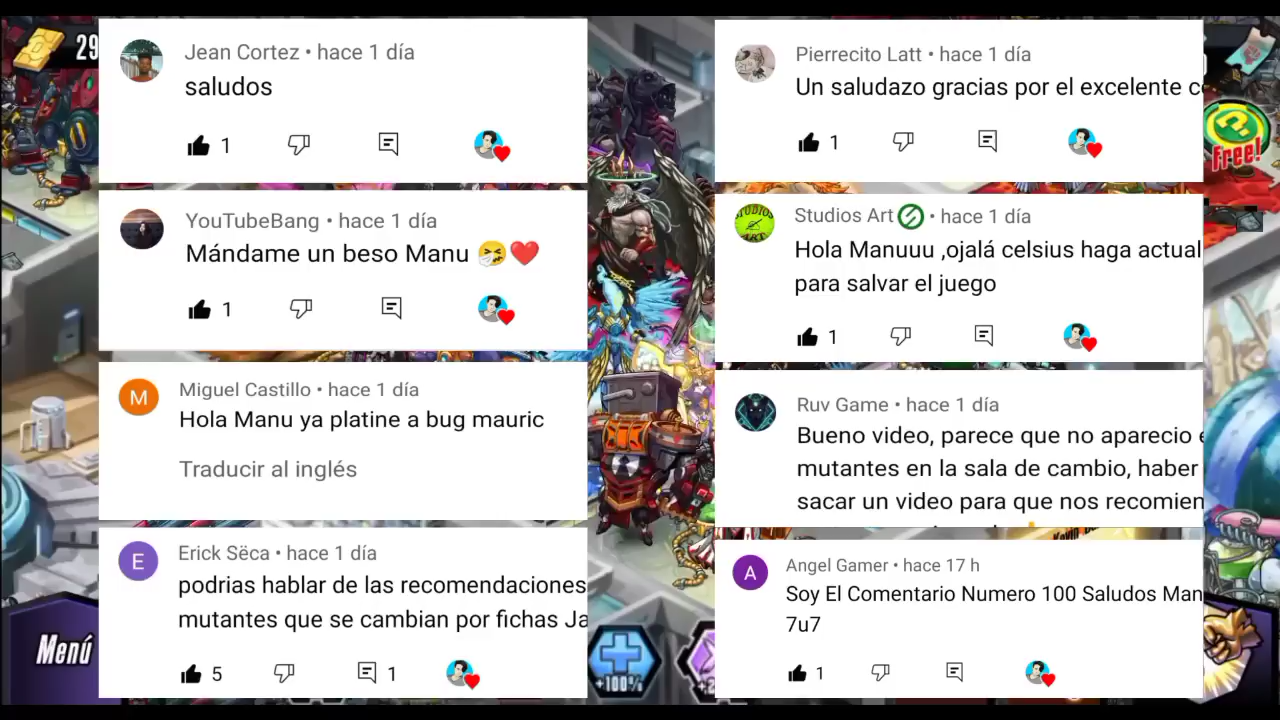 29
Jean Cortez • hace 1 día
saludos
1
YouTubeBang • hace 1 día
Mándame un beso Manu 🤧❤️
1
Miguel Castillo • hace 1 día
Hola Manu ya platine a bug mauric
Traducir al inglés
Erick Sëca • hace 1 día
podrias hablar de las recomendaciones
mutantes que se cambian por fichas Ja
5
1
Pierrecito Latt • hace 1 día
Un saludazo gracias por el excelente c
1
Studios Art • hace 1 día
Hola Manuuu ,ojalá celsius haga actual
para salvar el juego
1
Ruv Game • hace 1 día
Bueno video, parece que no aparecio
mutantes en la sala de cambio, haber
sacar un video para que nos recomien
Angel Gamer • hace 17 h
Soy El Comentario Numero 100 Saludos Man
7u7
1
STUDIOS
ART
M
E
A
Free!
Menú
+100%